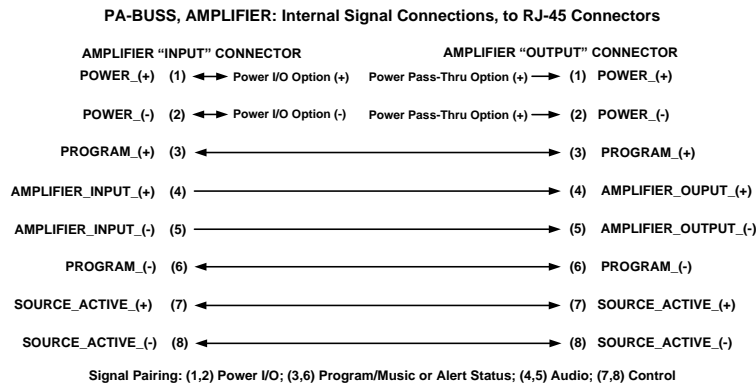 PA-BUSS, AMPLIFIER: Internal Signal Connections, to RJ-45 Connectors
AMPLIFIER “INPUT” CONNECTOR AMPLIFIER “OUTPUT” CONNECTOR
POWER_(+) (1) Power I/O Option (+) Power Pass-Thru Option (+) (1) POWER_(+)
POWER_(-) (2) Power I/O Option (-) Power Pass-Thru Option (+) (2) POWER_(-)
PROGRAM_(+) (3) (3) PROGRAM_(+)
AMPLIFIER_INPUT_(+) (4) (4) AMPLIFIER_OUPUT_(+)
AMPLIFIER_INPUT_(-) (5) (5) AMPLIFIER_OUTPUT_(-)
PROGRAM_(-) (6) (6) PROGRAM_(-)
SOURCE_ACTIVE_(+) (7) (7) SOURCE_ACTIVE_(+)
SOURCE_ACTIVE_(-) (8) (8) SOURCE_ACTIVE_(-)
Signal Pairing: (1,2) Power I/O; (3,6) Program/Music or Alert Status; (4,5) Audio; (7,8) Control